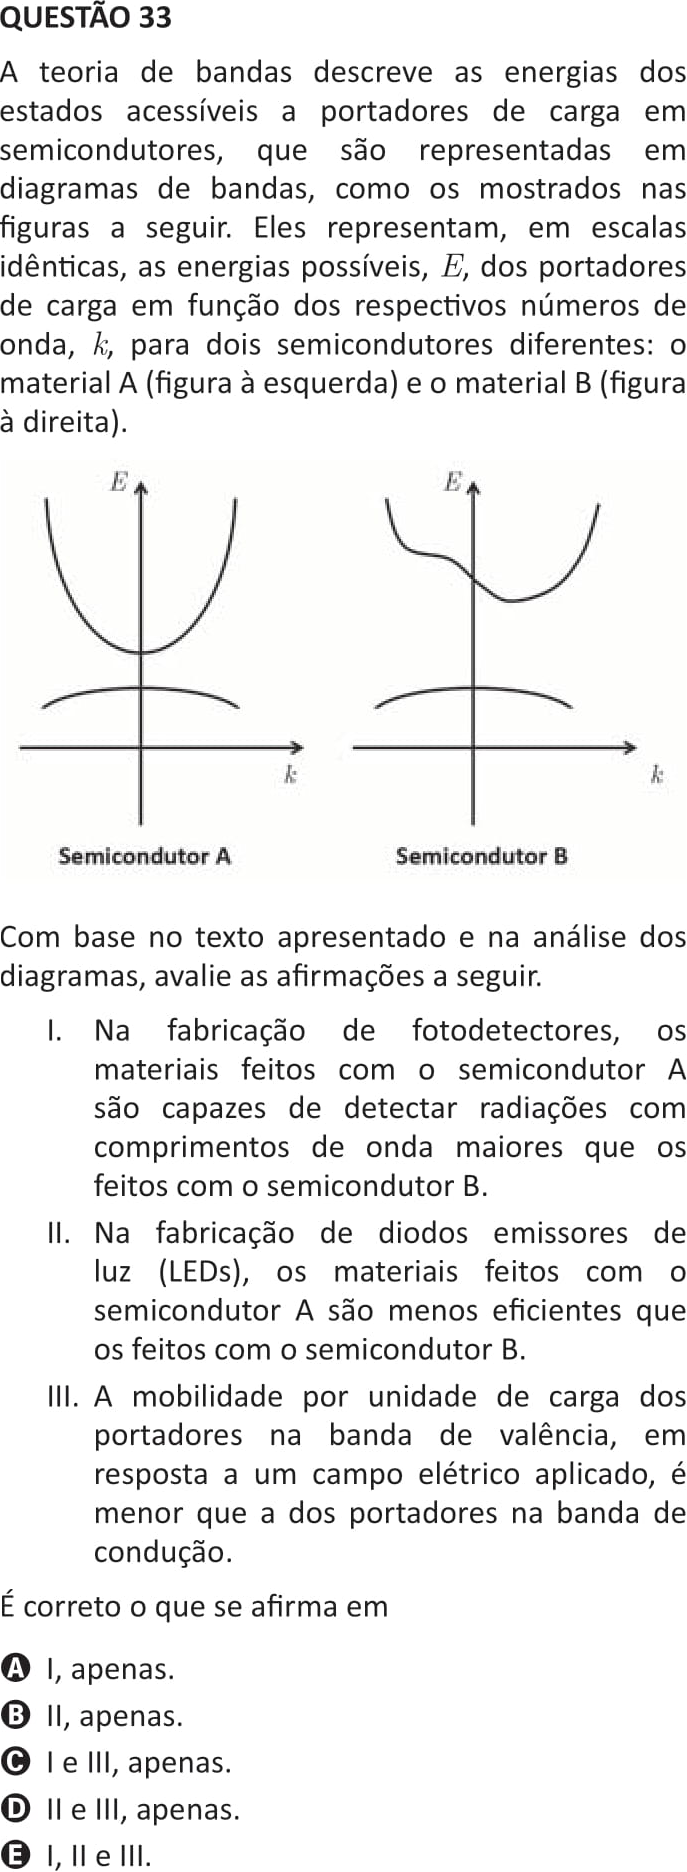 QUESTÃO 33
A teoria de bandas descreve as energias dos
estados acessíveis a portadores de carga em
semicondutores, que são representadas em
diagramas de bandas, como os mostrados nas
figuras a seguir. Eles representam, em escalas
idênticas, as energias possíveis, E, dos portadores
de carga em função dos respectivos números de
onda, k, para dois semicondutores diferentes: o
material A (figura à esquerda) e o material B (figura
à direita).
E E
k k
Semicondutor A Semicondutor B
Com base no texto apresentado e na análise dos
diagramas, avalie as afirmações a seguir.
I. Na fabricação de fotodetectores, os
materiais feitos com o semicondutor A
são capazes de detectar radiações com
comprimentos de onda maiores que os
feitos com o semicondutor B.
II. Na fabricação de diodos emissores de
luz (LEDs), os materiais feitos com o
semicondutor A são menos eficientes que
os feitos com o semicondutor B.
III. A mobilidade por unidade de carga dos
portadores na banda de valência, em
resposta a um campo elétrico aplicado, é
menor que a dos portadores na banda de
condução.
É correto o que se afirma em
A I, apenas.
B II, apenas.
C I e III, apenas.
D II e III, apenas.
E I, II e III.